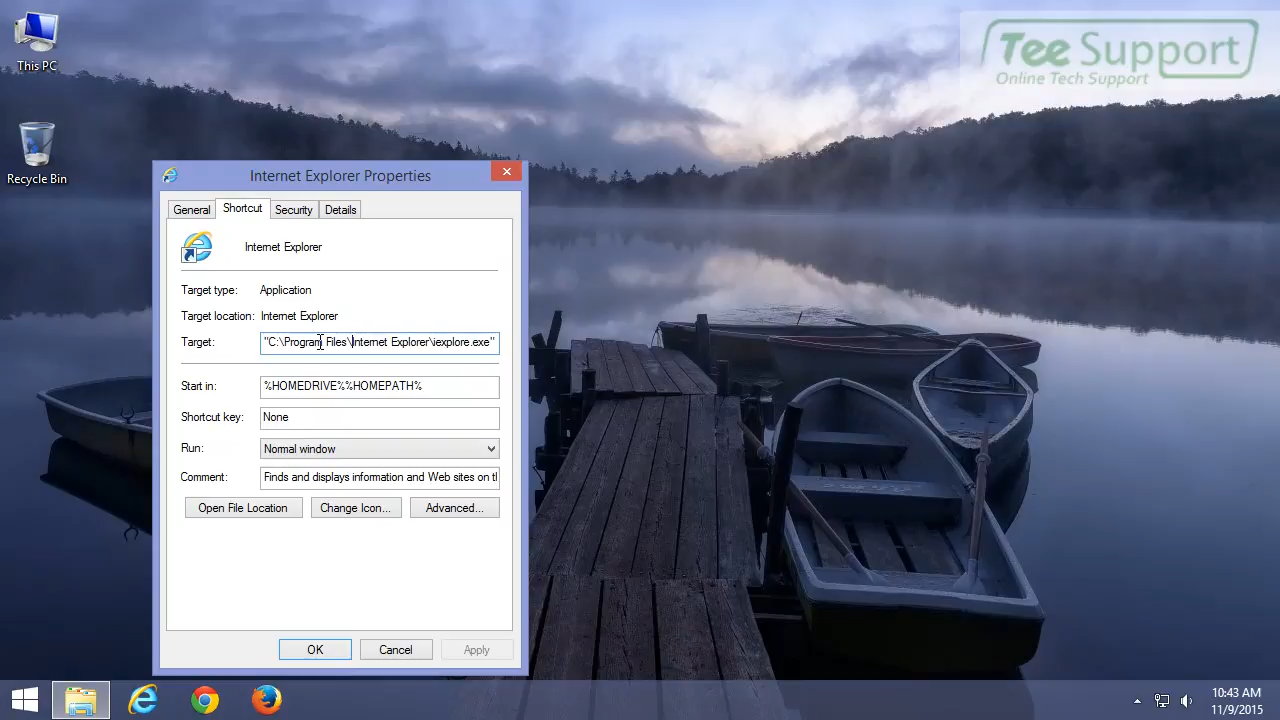 This PC
Recycle Bin
Tee Support
Online Tech Support
Internet Explorer Properties
General Shortcut Security Details
Internet Explorer
Target type: Application
Target location: Internet Explorer
Target: "C:\Program Files\Internet Explorer\iexplore.exe"
Start in: %HOMEDRIVE%%HOMEPATH%
Shortcut key: None
Run: Normal window
Comment: Finds and displays information and Web sites on
Open File Location Change Icon... Advanced...
OK Cancel Apply
10:43 AM
11/9/2015